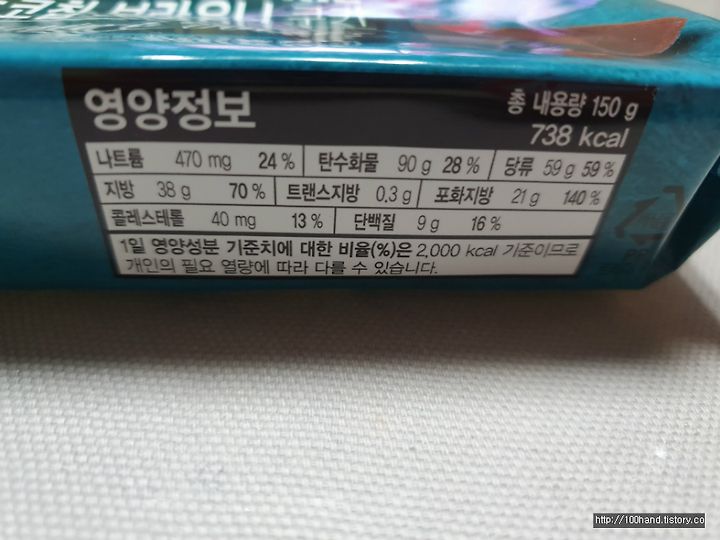 브라우니
영양정보
총 내용량 150 g
738 kcal
나트륨 470 mg 24 % 탄수화물 90 g 28 % 당류 59 g 59 %
지방 38 g 70 % 트랜스지방 0.3 g 포화지방 21 g 140 %
콜레스테롤 40 mg 13 % 단백질 9 g 16 %
1일 영양성분 기준치에 대한 비율(%)은 2,000 kcal 기준이므로
개인의 필요 열량에 따라 다를 수 있습니다.
http://100hand.tistory.co